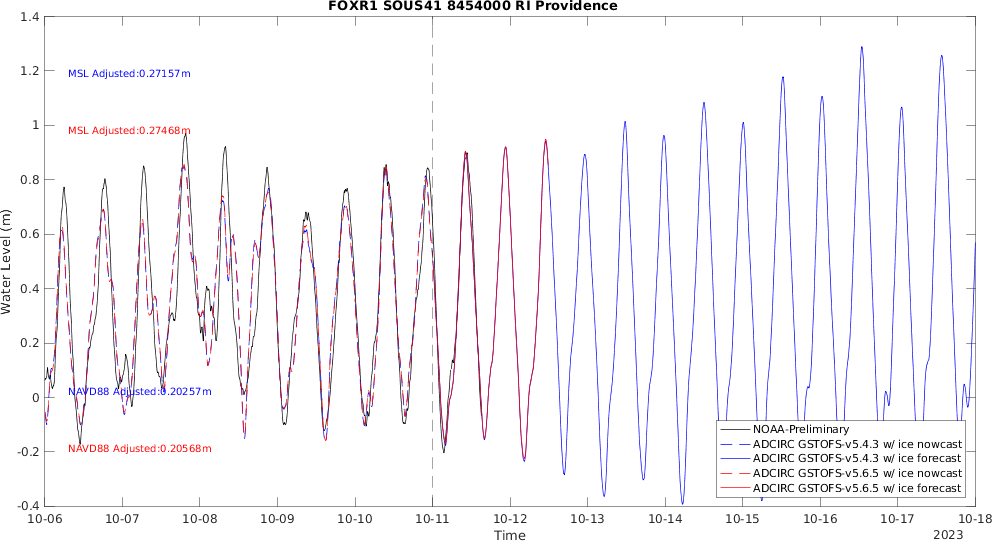 FOXR1 SOUS41 8454000 RI Providence
Water Level (m)
1.4
1.2
1
0.8
0.6
0.4
0.2
0
-0.2
-0.4
MSL Adjusted:0.27157m
MSL Adjusted:0.27468m
NAVD88 Adjusted:0.20257m
NAVD88 Adjusted:0.20568m
NOAA-Preliminary
ADCIRC GSTOFS-v5.4.3 w/ ice nowcast
ADCIRC GSTOFS-v5.4.3 w/ ice forecast
ADCIRC GSTOFS-v5.6.5 w/ ice nowcast
ADCIRC GSTOFS-v5.6.5 w/ ice forecast
10-06 10-07 10-08 10-09 10-10 10-11 10-12 10-13 10-14 10-15 10-16 10-17 10-18
Time
2023